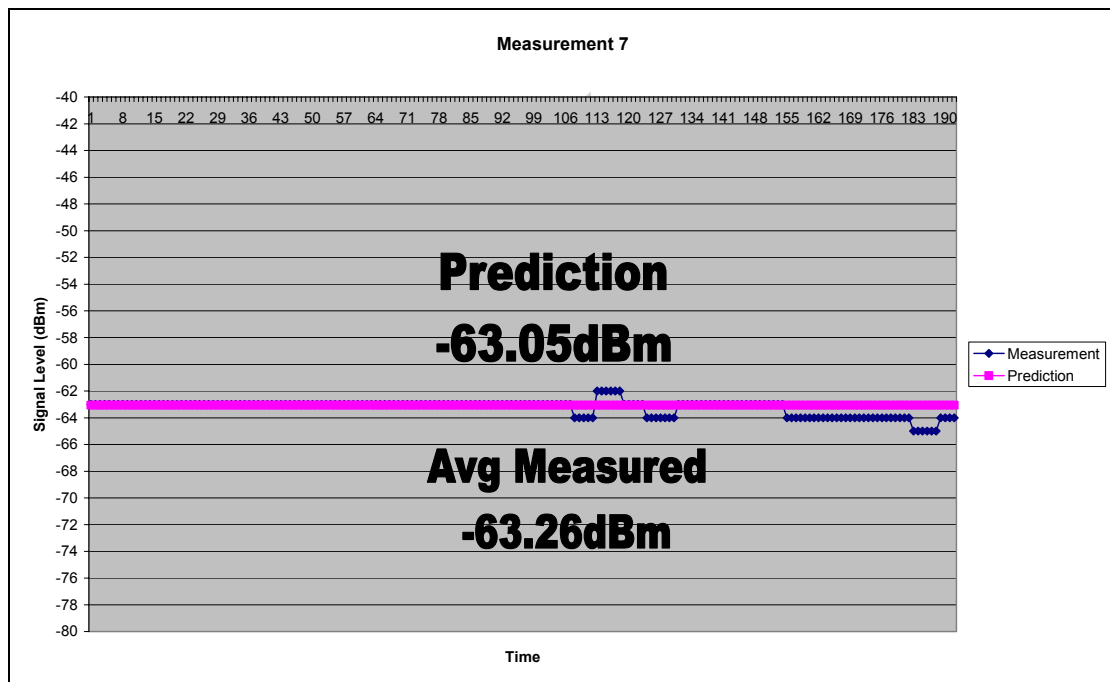 Measurement 7
-40
-42
-44
-46
-48
-50
-52
-54
-56
-58
-60
-62
-64
-66
-68
-70
-72
-74
-76
-78
-80
1 8 15 22 29 36 43 50 57 64 71 78 85 92 99 106 113 120 127 134 141 148 155 162 169 176 183 190
Signal Level (dBm)
Prediction
-63.05dBm
Avg Measured
-63.26dBm
Measurement
Prediction
Time